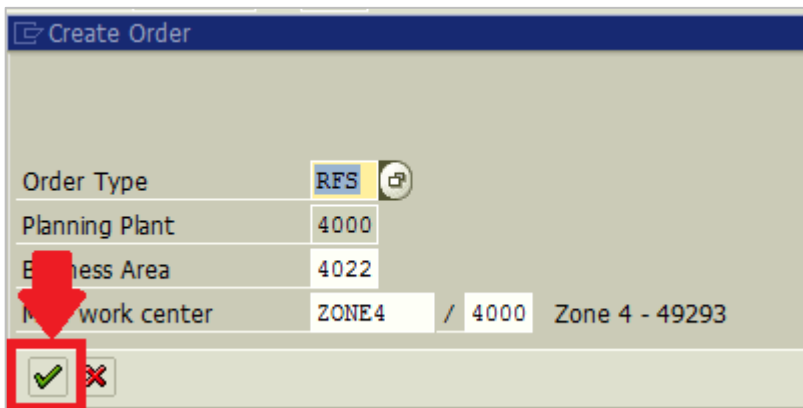 Create Order
Order Type RFS
Planning Plant 4000
Area 4022
work center ZONE4 / 4000 Zone 4 - 49293